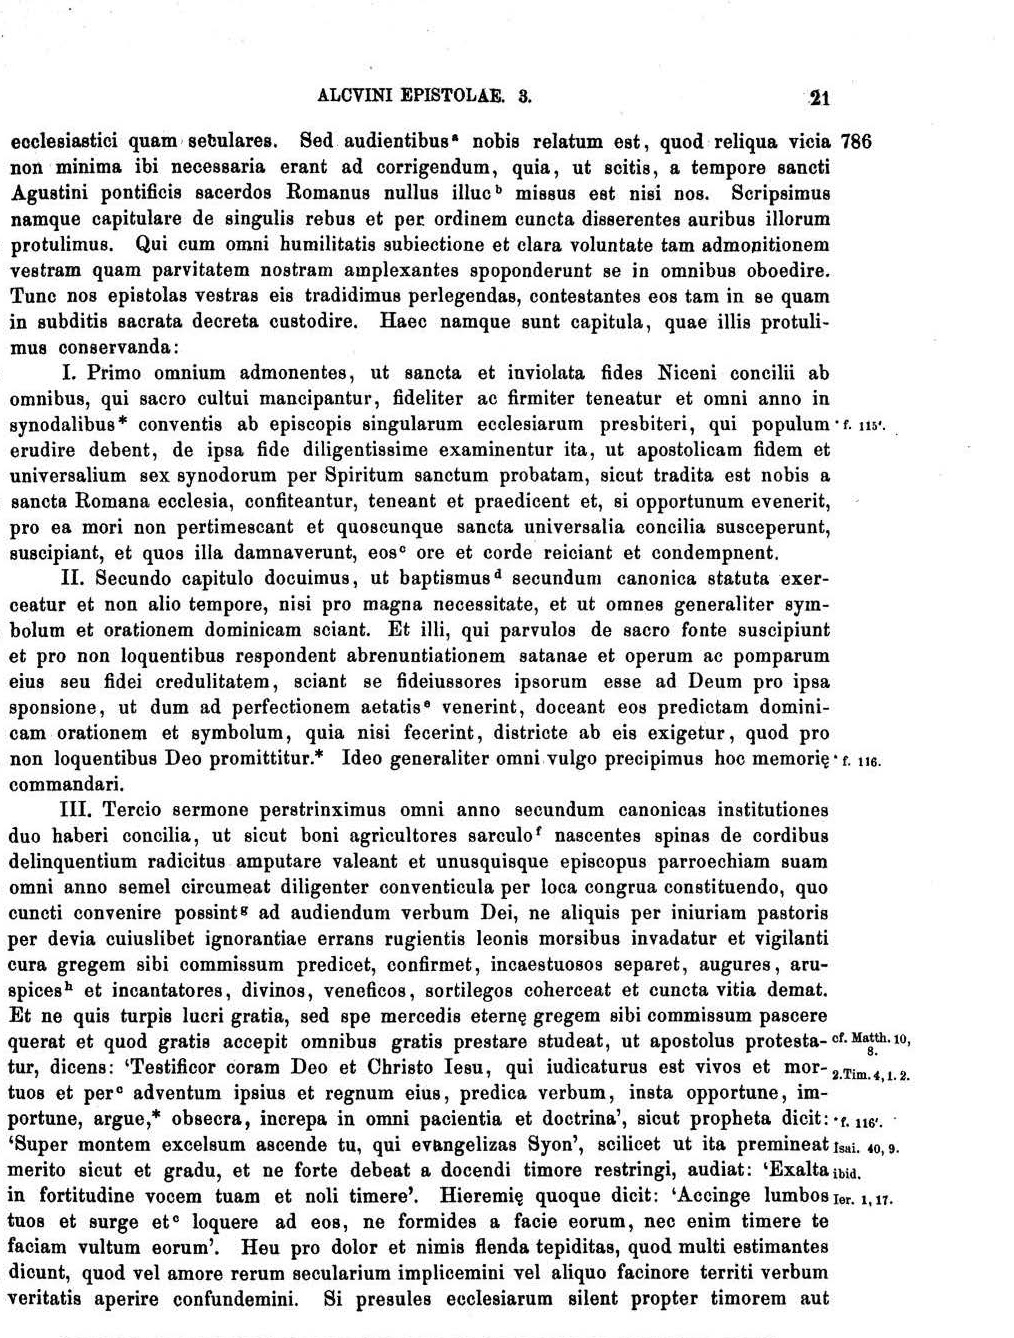 ALCVINI EPISTOLAE. 3. 21
ecclesiastici quam seculares. Sed audientibusᵃ nobis relatum est, quod reliqua vicia 786
non minima ibi necessaria erant ad corrigendum, quia, ut scitis, a tempore sancti
Agustini pontificis sacerdos Romanus nullus illucᵇ missus est nisi nos. Scripsimus
namque capitulare de singulis rebus et per ordinem cuncta disserentes auribus illorum
protulimus. Qui cum omni humilitatis subiectione et clara voluntate tam admonitionem
vestram quam parvitatem nostram amplexantes spoponderunt se in omnibus oboedire.
Tunc nos epistolas vestras eis tradidimus perlegendas, contestantes eos tam in se quam
in subditis sacrata decreta custodire. Haec namque sunt capitula, quae illis protuli-
mus conservanda:
I. Primo omnium admonentes, ut sancta et inviolata fides Niceni concilii ab
omnibus, qui sacro cultui mancipantur, fideliter ac firmiter teneatur et omni anno in
synodalibus* conventis ab episcopis singularum ecclesiarum presbiteri, qui populum *f. 115'.
erudire debent, de ipsa fide diligentissime examinentur ita, ut apostolicam fidem et
universalium sex synodorum per Spiritum sanctum probatam, sicut tradita est nobis a
sancta Romana ecclesia, confiteantur, teneant et praedicent et, si opportunum evenerit,
pro ea mori non pertimescant et quoscunque sancta universalia concilia susceperunt,
suscipiant, et quos illa damnaverunt, eosᶜ ore et corde reiciant et condempnent.
II. Secundo capitulo docuimus, ut baptismusᵈ secundum canonica statuta exer-
ceatur et non alio tempore, nisi pro magna necessitate, et ut omnes generaliter sym-
bolum et orationem dominicam sciant. Et illi, qui parvulos de sacro fonte suscipiunt
et pro non loquentibus respondent abrenuntiationem satanae et operum ac pomparum
eius seu fidei credulitatem, sciant se fideiussores ipsorum esse ad Deum pro ipsa
sponsione, ut dum ad perfectionem aetatisᵉ venerint, doceant eos predictam domini-
cam orationem et symbolum, quia nisi fecerint, districte ab eis exigetur, quod pro
non loquentibus Deo promittitur.* Ideo generaliter omni vulgo precipimus hoc memorię *f. 116.
commandari.
III. Tercio sermone perstrinximus omni anno secundum canonicas institutiones
duo haberi concilia, ut sicut boni agricultores sarculoᶠ nascentes spinas de cordibus
delinquentium radicitus amputare valeant et unusquisque episcopus parroechiam suam
omni anno semel circumeat diligenter conventicula per loca congrua constituendo, quo
cuncti convenire possintᵍ ad audiendum verbum Dei, ne aliquis per iniuriam pastoris
per devia cuiuslibet ignorantiae errans rugientis leonis morsibus invadatur et vigilanti
cura gregem sibi commissum predicet, confirmet, incaestuosos separet, augures, aru-
spicesʰ et incantatores, divinos, veneficos, sortilegos coherceat et cuncta vitia demat.
Et ne quis turpis lucri gratia, sed spe mercedis eternę gregem sibi commissum pascere
querat et quod gratis accepit omnibus gratis prestare studeat, ut apostolus protesta- cf. Matth. 10, 8.
tur, dicens: ‘Testificor coram Deo et Christo Iesu, qui iudicaturus est vivos et mor- 2. Tim. 4, 1. 2.
tuos et perᶜ adventum ipsius et regnum eius, predica verbum, insta opportune, im-
portune, argue,* obsecra, increpa in omni pacientia et doctrina’, sicut propheta dicit: *f. 116'.
‘Super montem excelsum ascende tu, qui evangelizas Syon’, scilicet ut ita premineat Isai. 40, 9.
merito sicut et gradu, et ne forte debeat a docendi timore restringi, audiat: ‘Exalta ibid.
in fortitudine vocem tuam et noli timere’. Hieremię quoque dicit: ‘Accinge lumbos Ier. 1, 17.
tuos et surge etᶜ loquere ad eos, ne formides a facie eorum, nec enim timere te
faciam vultum eorum’. Heu pro dolor et nimis flenda tepiditas, quod multi estimantes
dicunt, quod vel amore rerum secularium implicemini vel aliquo facinore territi verbum
veritatis aperire confundemini. Si presules ecclesiarum silent propter timorem aut